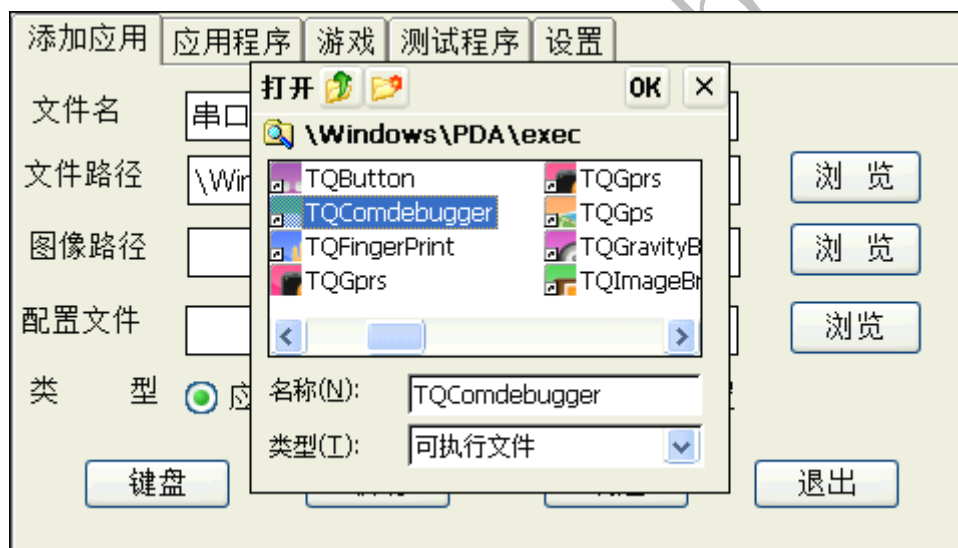 添加应用 应用程序 游戏 测试程序 设置
打开 OK ×
文件名 串口
\Windows\PDA\exec
文件路径 \Wir 浏 览
TQButton TQGprs
TQComdebugger TQGps
TQFingerPrint TQGravityB
TQGprs TQImageBr
图像路径 浏 览
配置文件 浏览
名称(N): TQComdebugger
类 型
类型(T): 可执行文件
键盘 退出